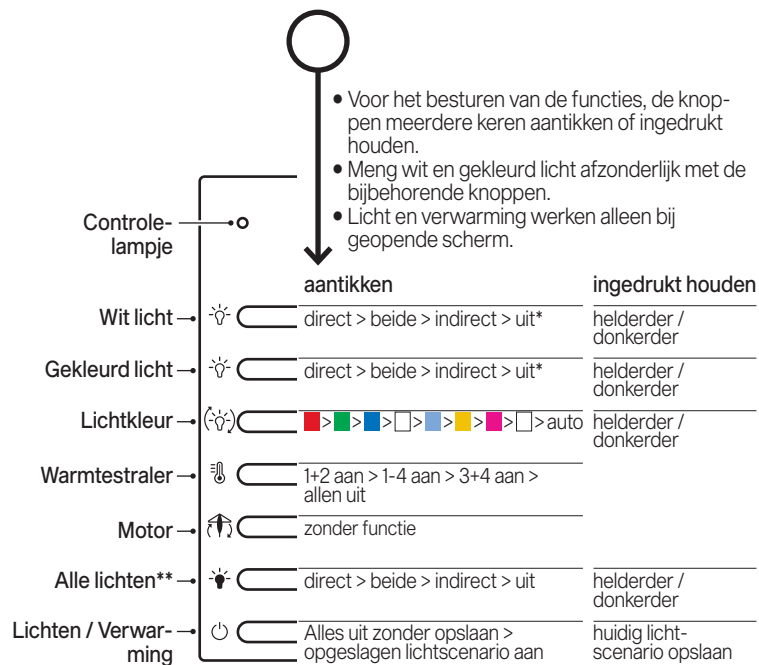 • Voor het besturen van de functies, de knop-
pen meerdere keren aantikken of ingedrukt
houden.
• Meng wit en gekleurd licht afzonderlijk met de
bijbehorende knoppen.
• Licht en verwarming werken alleen bij
geopende scherm.
Controle-
lampje
aantikken ingedrukt houden
Wit licht direct > beide > indirect > uit* helderder /
donkerder
Gekleurd licht direct > beide > indirect > uit* helderder /
donkerder
Lichtkleur > > > > > > > > auto helderder /
donkerder
Warmtestraler 1+2 aan > 1-4 aan > 3+4 aan >
allen uit
Motor zonder functie
Alle lichten** direct > beide > indirect > uit helderder /
donkerder
Lichten / Verwar- Alles uit zonder opslaan > huidig licht-
ming opgeslagen lichtscenario aan scenario opslaan